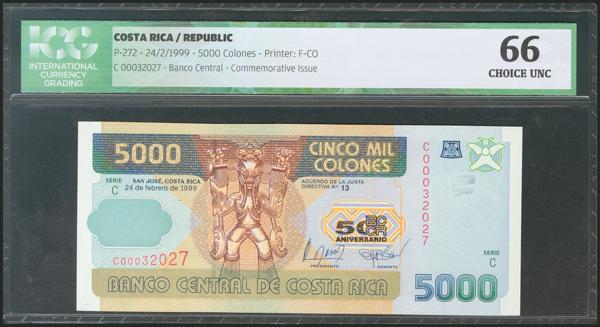 ICG
INTERNATIONAL
CURRENCY
GRADING
COSTA RICA / REPUBLIC
P-272 - 24/2/1999 - 5000 Colones - Printer: F-CO
C 00032027 - Banco Central - Commemorative Issue
66
CHOICE UNC
5000
CINCO MIL
COLONES
SERIE
C
SAN JOSÉ, COSTA RICA
24 de febrero de 1999
ACUERDO DE LA JUNTA
DIRECTIVA Nº 13
C00032027
50 BCCR
ANIVERSARIO
PRESIDENTE
GERENTE
C00032027
SERIE
C
BANCO CENTRAL DE COSTA RICA
5000